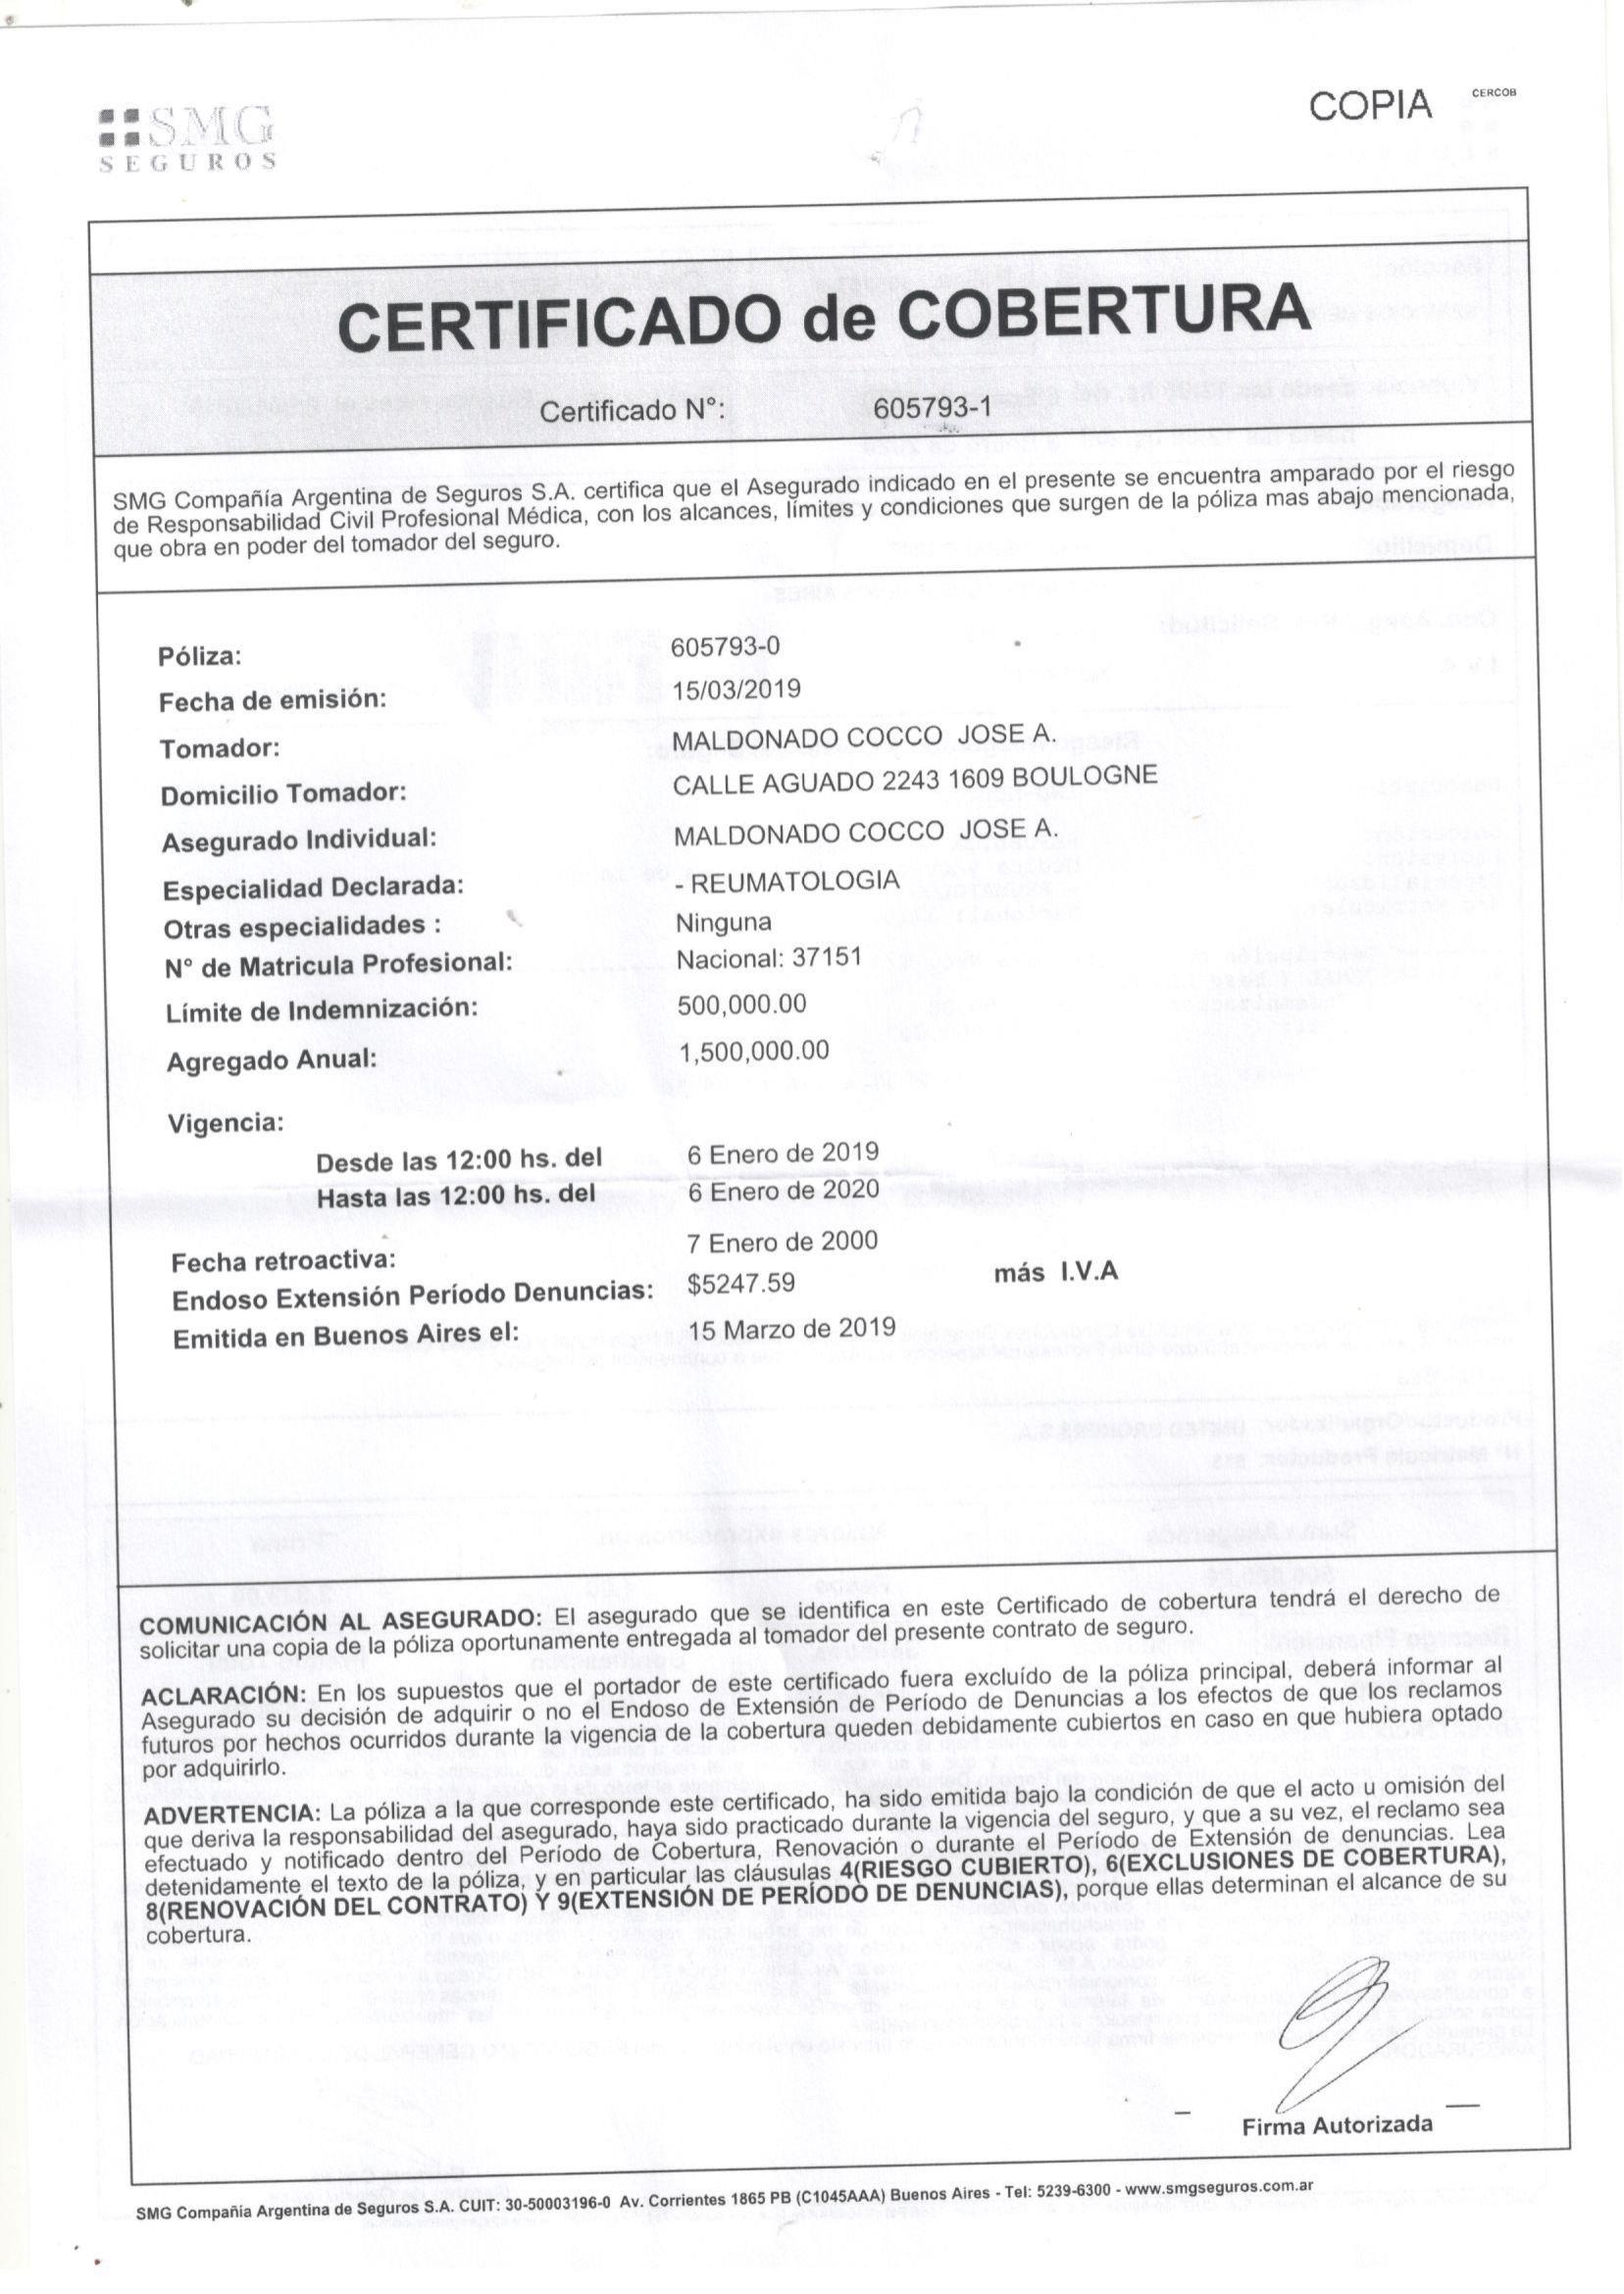 SMG
SEGUROS
COPIA
CERCOB
CERTIFICADO de COBERTURA
Certificado N°: 605793-1
SMG Compañía Argentina de Seguros S.A. certifica que el Asegurado indicado en el presente se encuentra amparado por el riesgo
de Responsabilidad Civil Profesional Médica, con los alcances, límites y condiciones que surgen de la póliza mas abajo mencionada,
que obra en poder del tomador del seguro.
Póliza: 605793-0
Fecha de emisión: 15/03/2019
Tomador: MALDONADO COCCO JOSE A.
Domicilio Tomador: CALLE AGUADO 2243 1609 BOULOGNE
Asegurado Individual: MALDONADO COCCO JOSE A.
Especialidad Declarada: - REUMATOLOGIA
Otras especialidades : Ninguna
N° de Matricula Profesional: Nacional: 37151
Límite de Indemnización: 500,000.00
Agregado Anual: 1,500,000.00
Vigencia:
Desde las 12:00 hs. del 6 Enero de 2019
Hasta las 12:00 hs. del 6 Enero de 2020
Fecha retroactiva: 7 Enero de 2000
Endoso Extensión Período Denuncias: $5247.59 más I.V.A
Emitida en Buenos Aires el: 15 Marzo de 2019
COMUNICACIÓN AL ASEGURADO: El asegurado que se identifica en este Certificado de cobertura tendrá el derecho de
solicitar una copia de la póliza oportunamente entregada al tomador del presente contrato de seguro.
ACLARACIÓN: En los supuestos que el portador de este certificado fuera excluído de la póliza principal, deberá informar al
Asegurado su decisión de adquirir o no el Endoso de Extensión de Período de Denuncias a los efectos de que los reclamos
futuros por hechos ocurridos durante la vigencia de la cobertura queden debidamente cubiertos en caso en que hubiera optado
por adquirirlo.
ADVERTENCIA: La póliza a la que corresponde este certificado, ha sido emitida bajo la condición de que el acto u omisión del
que deriva la responsabilidad del asegurado, haya sido practicado durante la vigencia del seguro, y que a su vez, el reclamo sea
efectuado y notificado dentro del Período de Cobertura, Renovación o durante el Período de Extensión de denuncias. Lea
detenidamente el texto de la póliza, y en particular las cláusulas 4(RIESGO CUBIERTO), 6(EXCLUSIONES DE COBERTURA),
8(RENOVACIÓN DEL CONTRATO) Y 9(EXTENSIÓN DE PERÍODO DE DENUNCIAS), porque ellas determinan el alcance de su
cobertura.
Firma Autorizada
SMG Compañia Argentina de Seguros S.A. CUIT: 30-50003196-0 Av. Corrientes 1865 PB (C1045AAA) Buenos Aires - Tel: 5239-6300 - www.smgseguros.com.ar